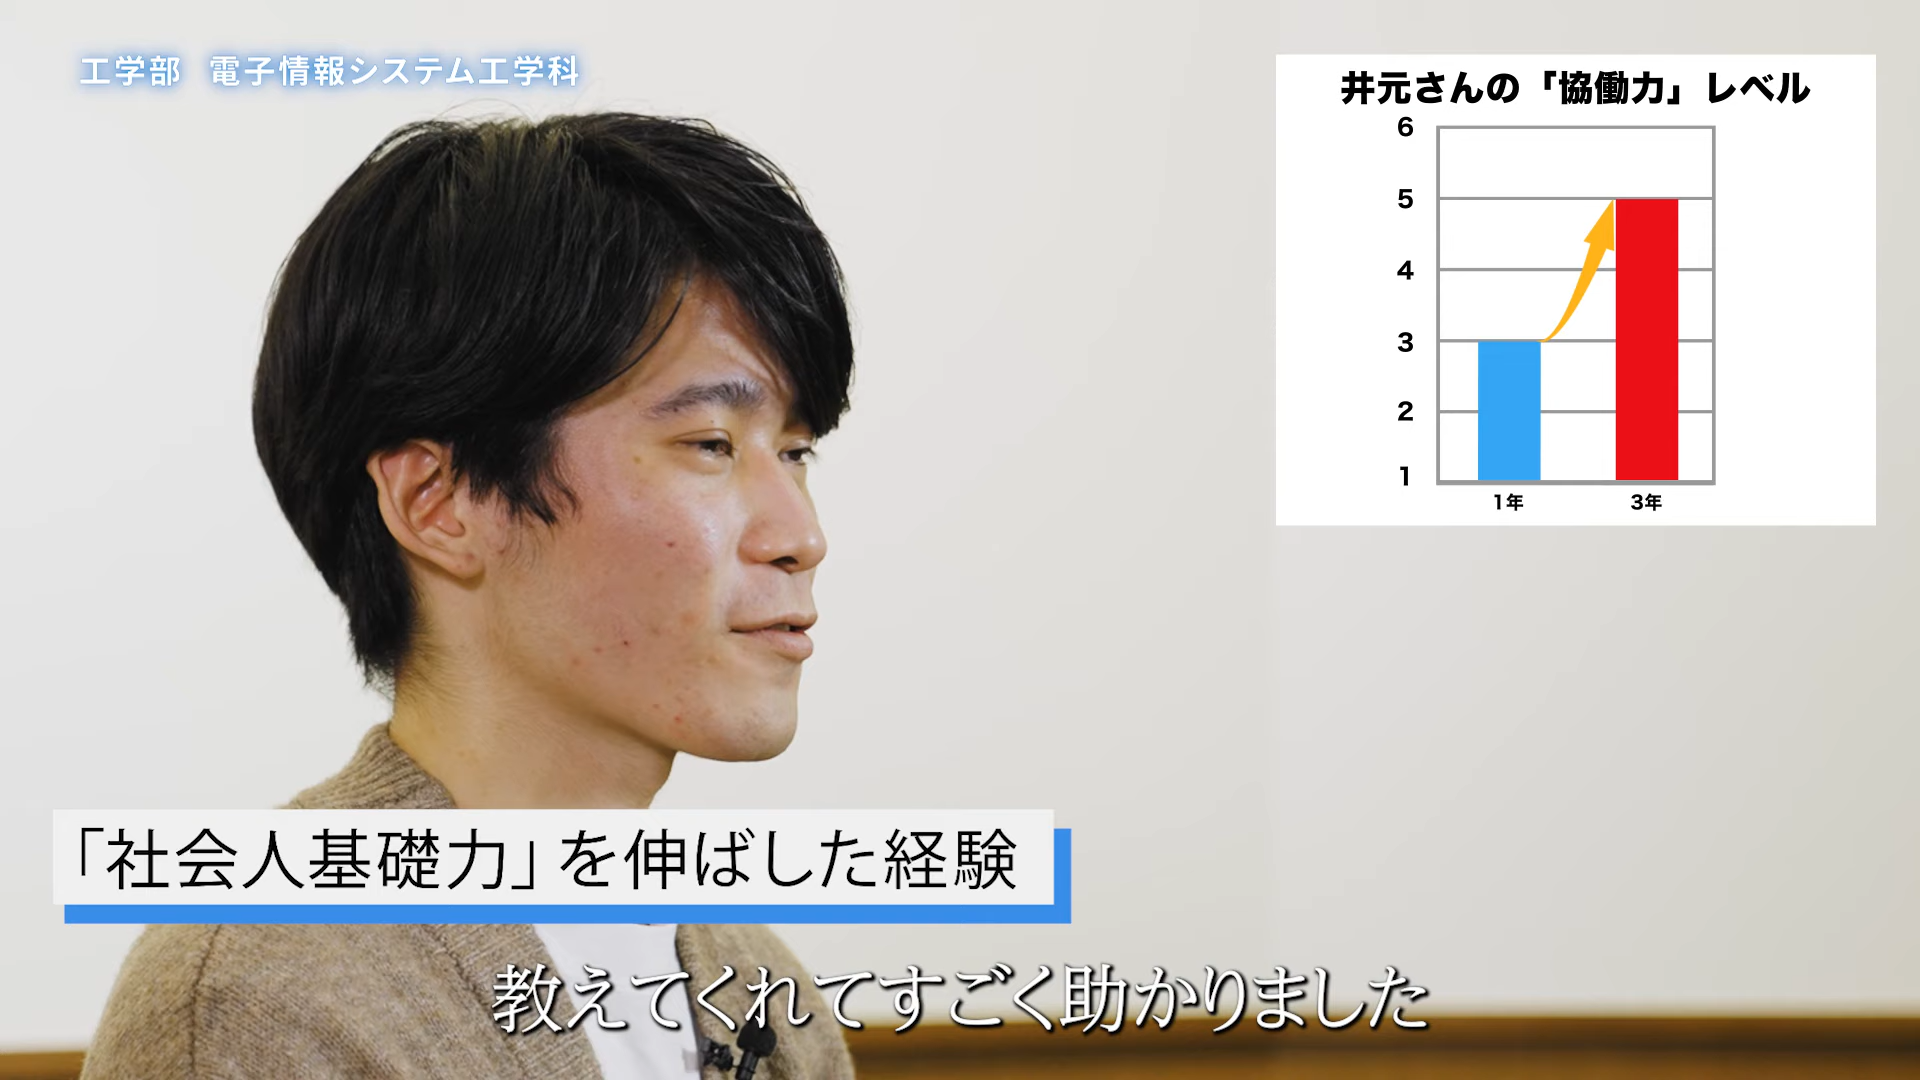 工学部 電子情報システム工学科
井元さんの「協働力」レベル
6
5
4
3
2
1
1年 3年
「社会人基礎力」を伸ばした経験
教えてくれてすごく助かりました